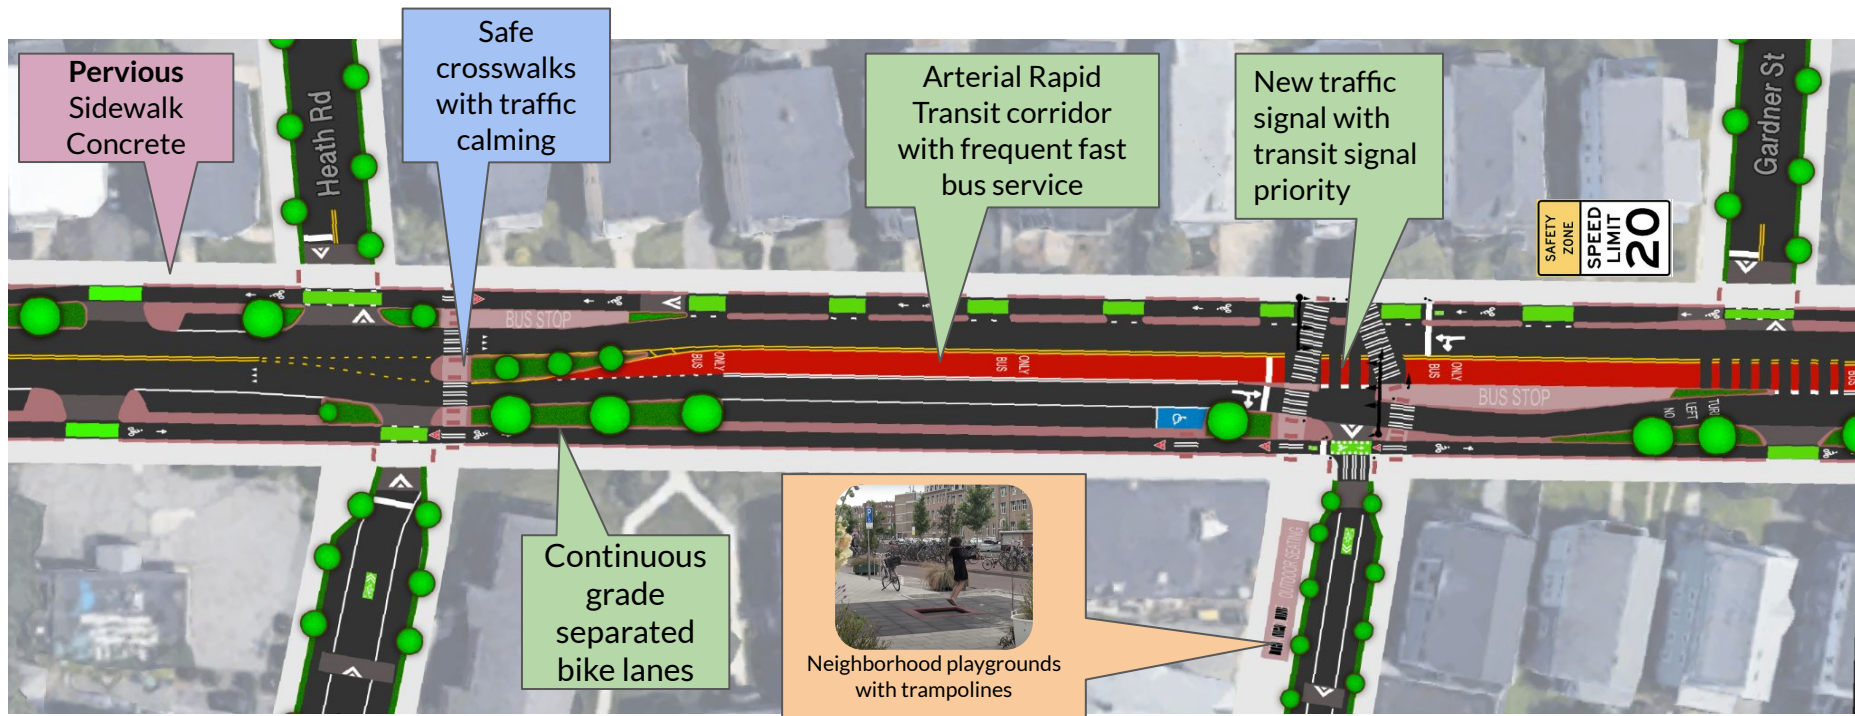 Pervious
Sidewalk
Concrete
Safe
crosswalks
with traffic
calming
Arterial Rapid
Transit corridor
with frequent fast
bus service
New traffic
signal with
transit signal
priority
Heath Rd
Gardner St
SAFETY
ZONE
SPEED
LIMIT
20
BUS STOP
BUS
ONLY
BUS
ONLY
BUS
ONLY
BUS
BUS STOP
TURN
LEFT
NO
Continuous
grade
separated
bike lanes
Neighborhood playgrounds
with trampolines
OUTDOOR SEATING